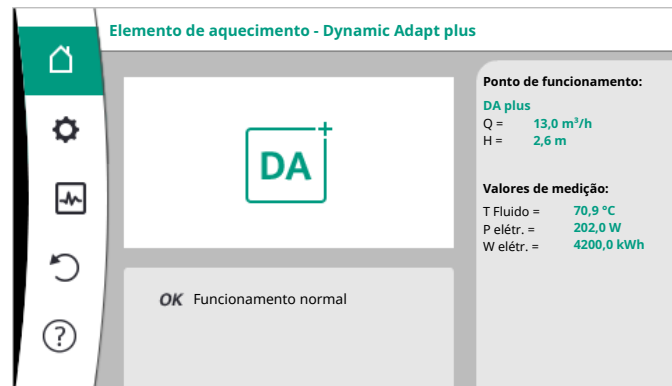 Elemento de aquecimento - Dynamic Adapt plus
DA+
OK Funcionamento normal
?
Ponto de funcionamento:
DA plus
Q = 13,0 m³/h
H = 2,6 m
Valores de medição:
T Fluido = 70,9 °C
P elétr. = 202,0 W
W elétr. = 4200,0 kWh